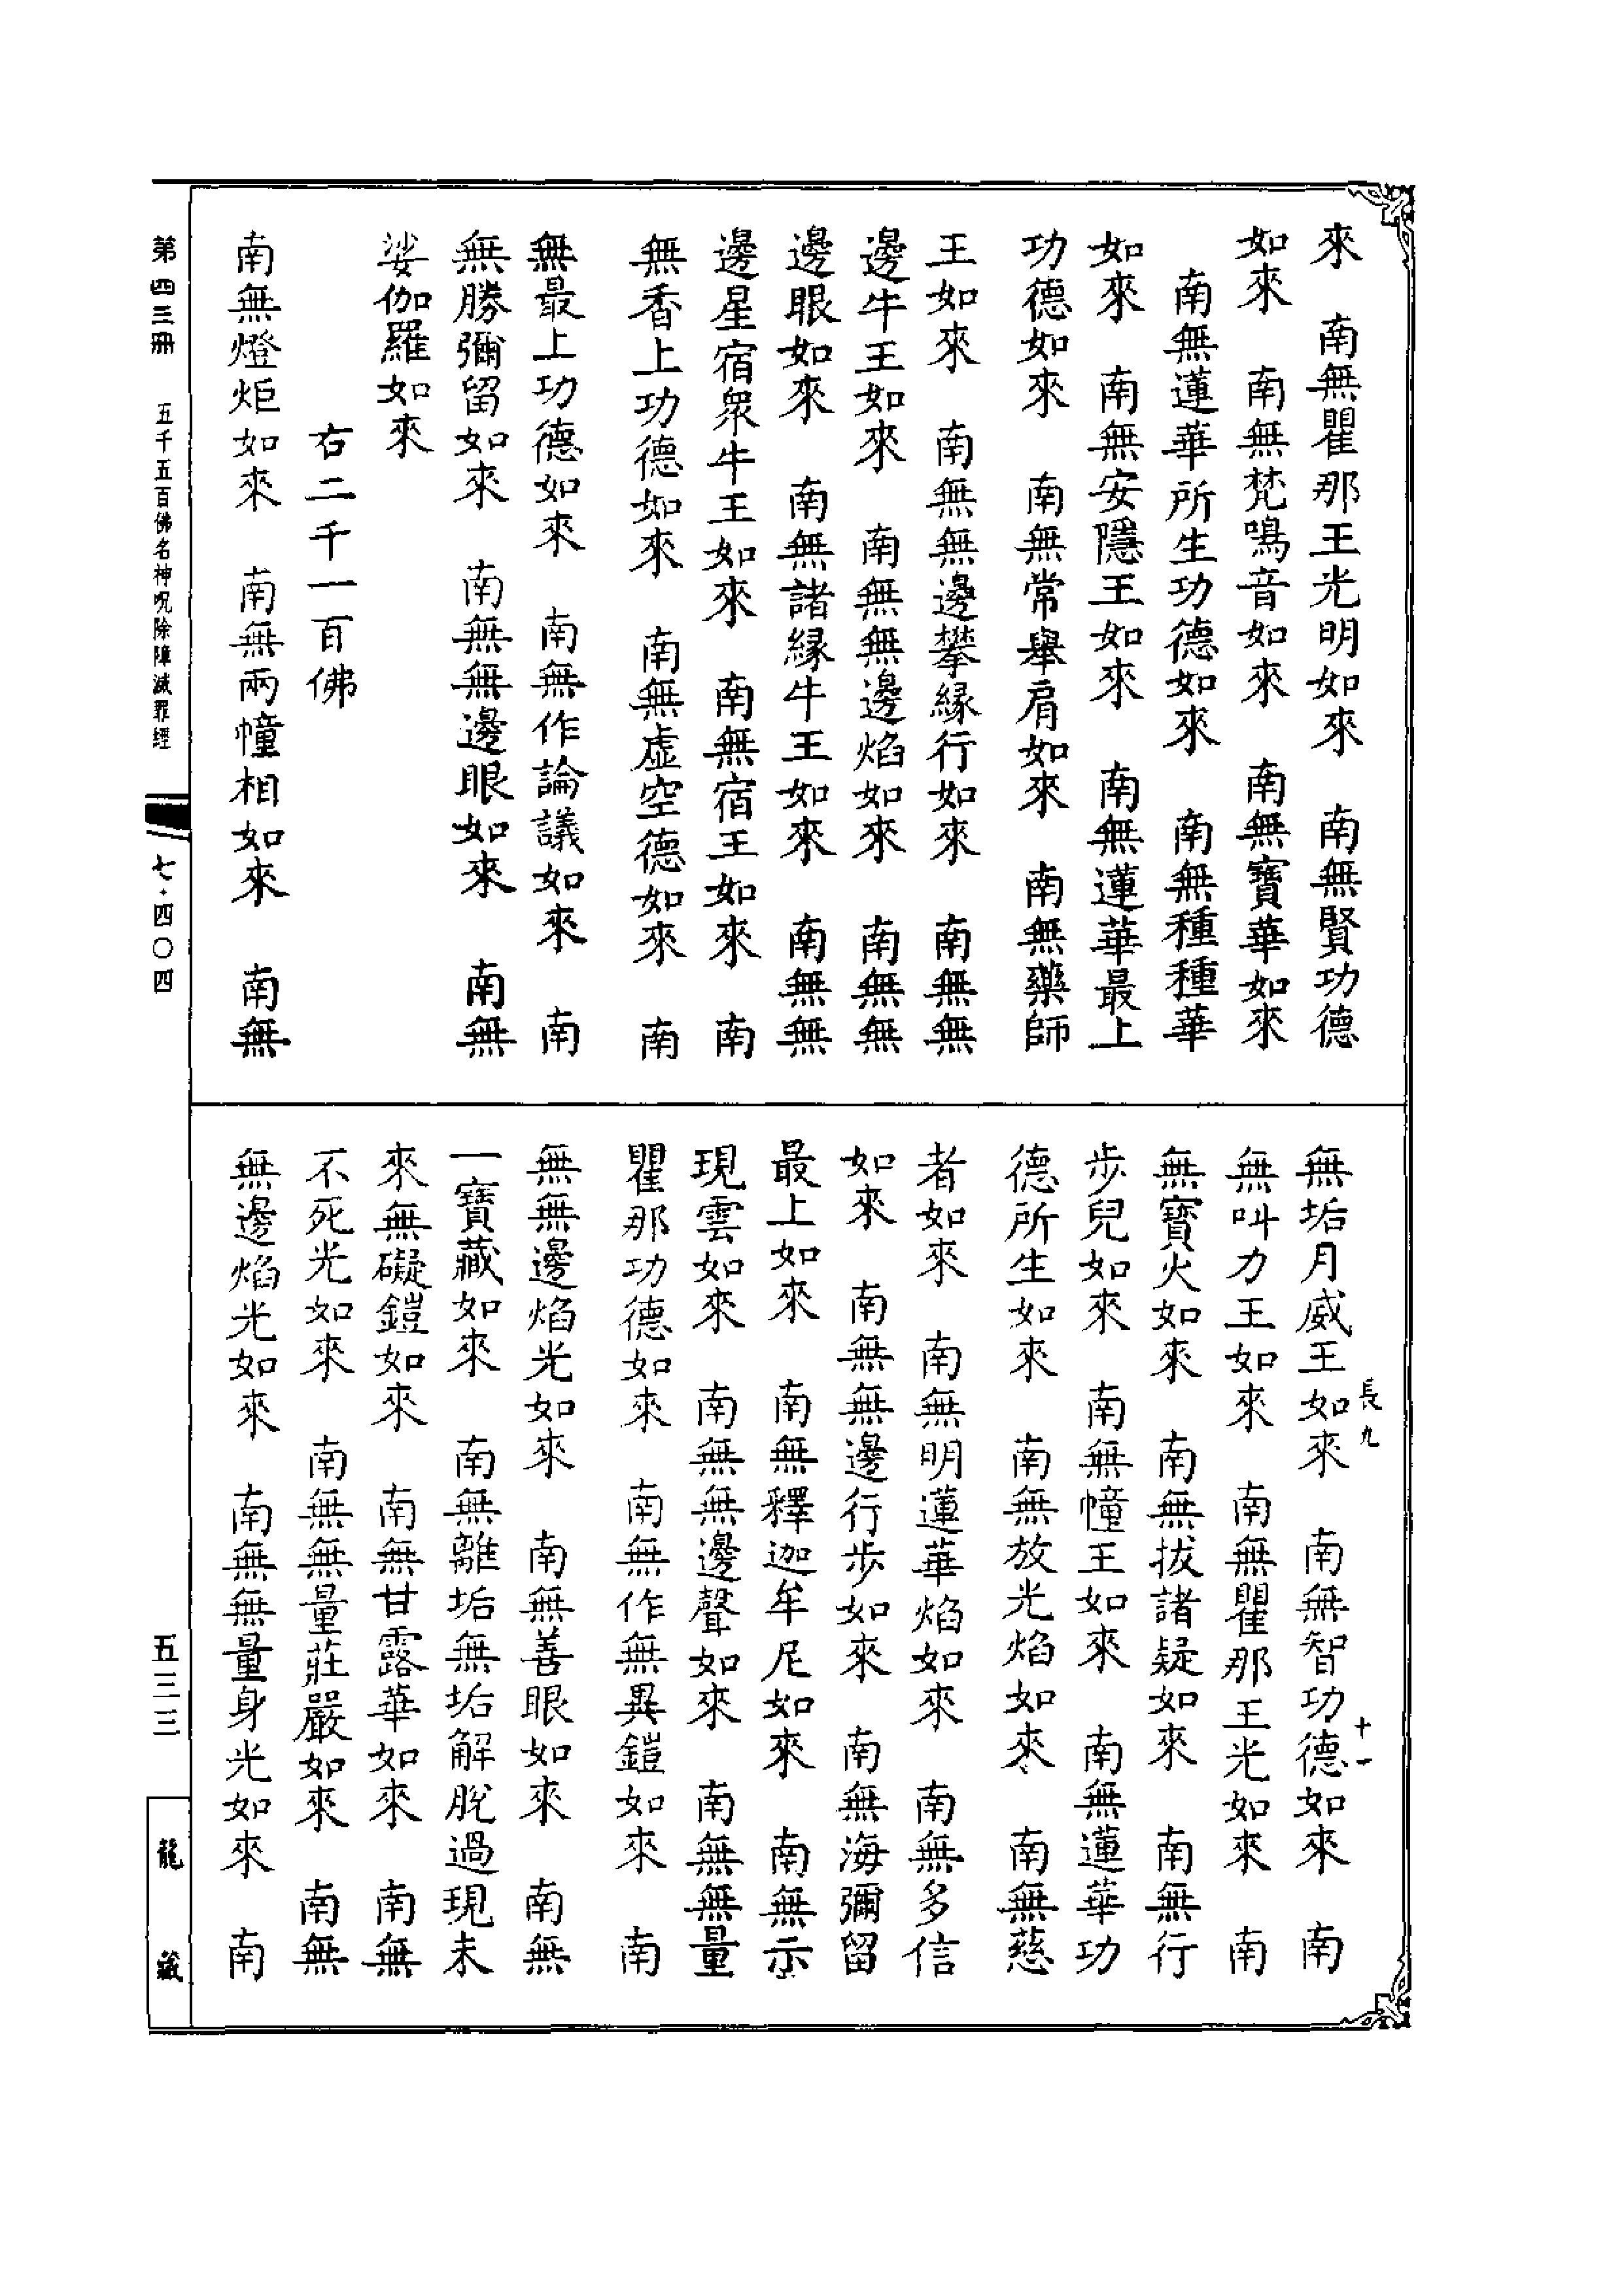 來　南無瞿那王光明如來　南無賢功德
如來　南無梵鳴音如來　南無寶華如來
南無蓮華所生功德如來　南無種種華
如來　南無安隱王如來　南無蓮華最上
功德如來　南無常舉肩如來　南無藥師
王如來　南無無邊攀緣行如來　南無無
邊牛王如來　南無無邊焰如來　南無無
邊眼如來　南無諸緣牛王如來　南無無
邊星宿眾牛王如來　南無宿王如來　南
無香上功德如來　南無虛空德如來　南
無最上功德如來　南無作論議如來　南
無勝彌留如來　南無無邊眼如來　南無
娑伽羅如來
右二千一百佛
南無燈炬如來　南無兩幢相如來　南無
無垢月威王如來　南無智功德如來　南
無叫力王如來　南無瞿那王光如來　南
無寶火如來　南無拔諸疑如來　南無行
步兒如來　南無幢王如來　南無蓮華功
德所生如來　南無放光焰如來　南無慈
者如來　南無明蓮華焰如來　南無多信
如來　南無無邊行步如來　南無海彌留
最上如來　南無釋迦牟尼如來　南無示
現雲如來　南無無邊聲如來　南無無量
瞿那功德如來　南無作無異鎧如來　南
無無邊焰光如來　南無善眼如來　南無
一寶藏如來　南無離垢無垢解脫過現未
來無礙鎧如來　南無甘露華如來　南無
不死光如來　南無無量莊嚴如來　南無
無邊焰光如來　南無無量身光如來　南
長九
十一
第四三冊　五千五百佛名神呪除障滅罪經　七·四〇四
五三三
龍藏